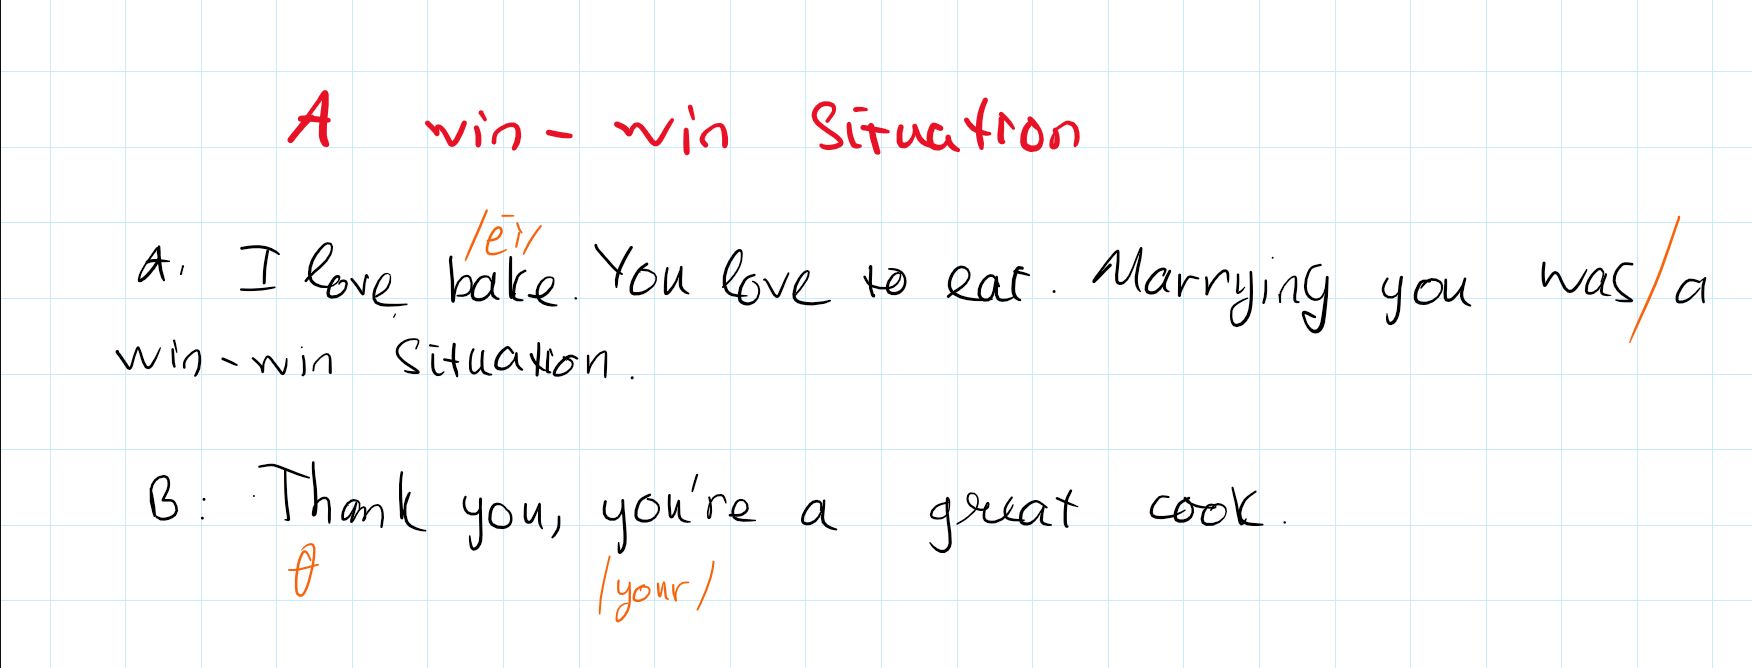 A win-win Situation
/eɪ/
A. I love bake. You love to eat. Marrying you was / a
win-win Situation.
B: Thank you, you're a great cook.
θ /your/